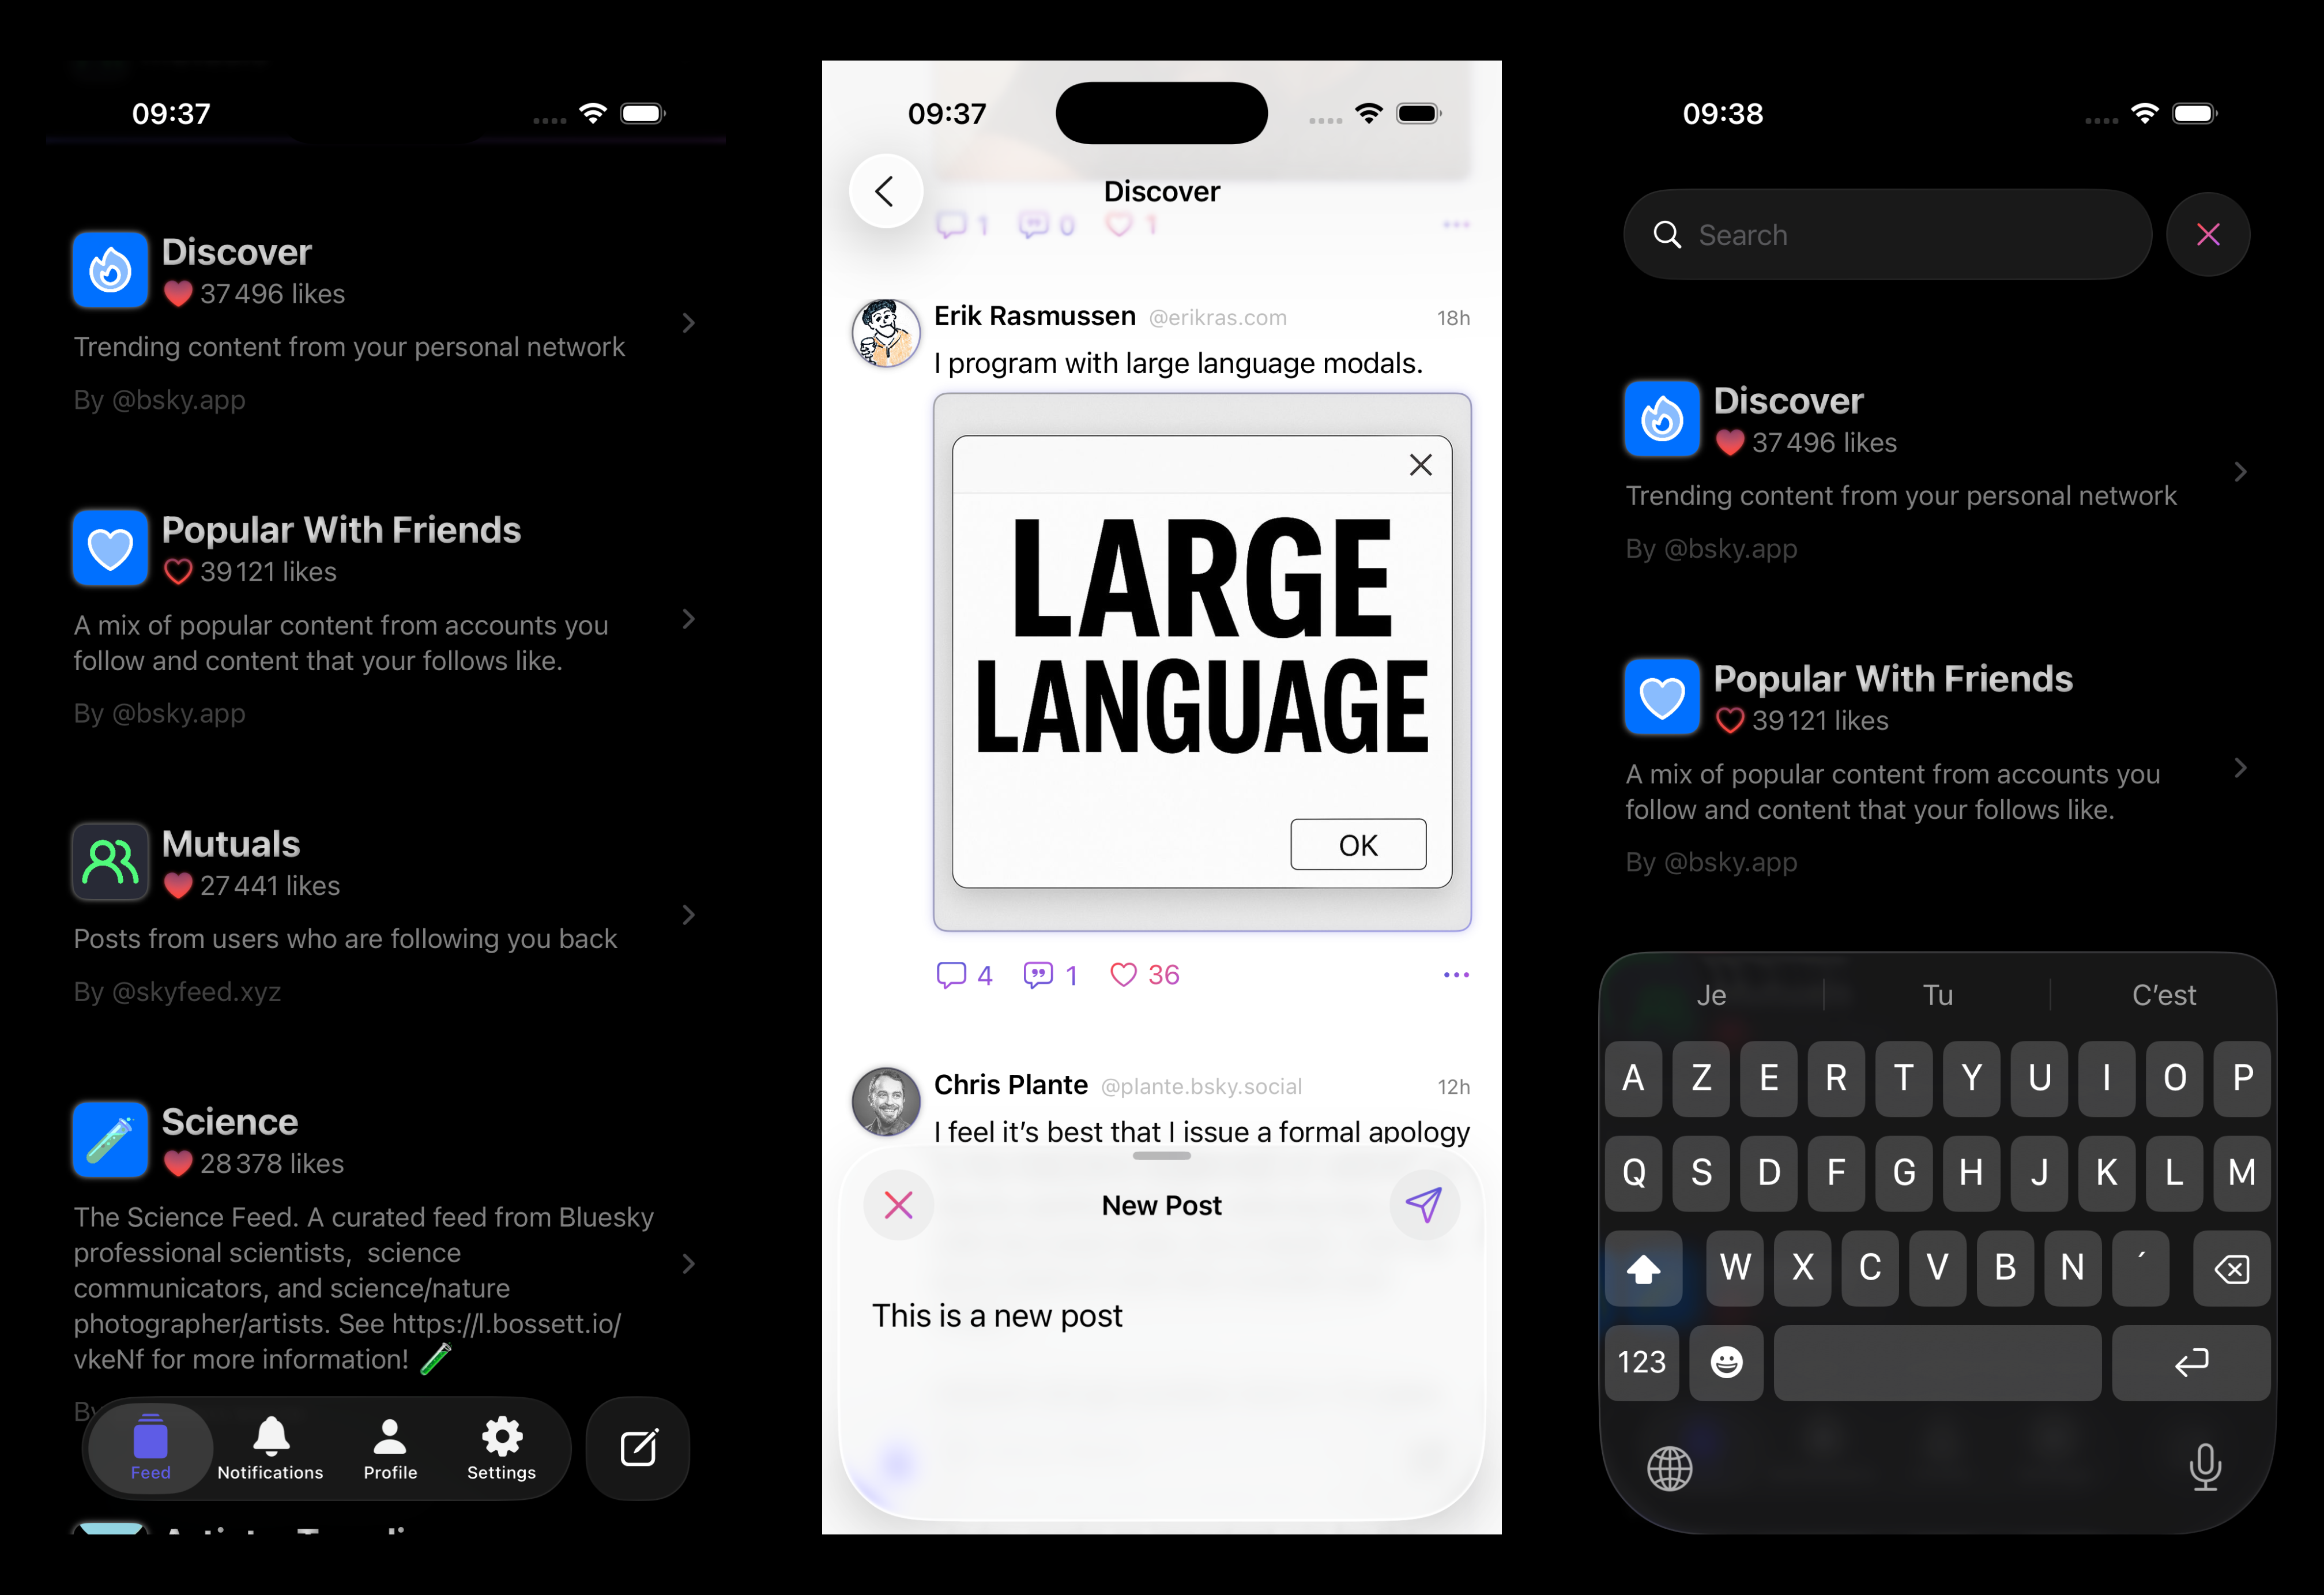 09:37
Discover
37 496 likes
Trending content from your personal network
By @bsky.app
Popular With Friends
39 121 likes
A mix of popular content from accounts you
follow and content that your follows like.
By @bsky.app
Mutuals
27 441 likes
Posts from users who are following you back
By @skyfeed.xyz
Science
28 378 likes
The Science Feed. A curated feed from Bluesky
professional scientists,  science
communicators, and science/nature
photographer/artists. See https://l.bossett.io/
vkeNf for more information! 🧪
By
Feed
Notifications
Profile
Settings
09:37
Discover
1 0 1
Erik Rasmussen @erikras.com 18h
I program with large language modals.
LARGE
LANGUAGE
OK
4 1 36
Chris Plante @plante.bsky.social 12h
I feel it’s best that I issue a formal apology
New Post
This is a new post
09:38
Search
Discover
37 496 likes
Trending content from your personal network
By @bsky.app
Popular With Friends
39 121 likes
A mix of popular content from accounts you
follow and content that your follows like.
By @bsky.app
Je Tu C’est
A Z E R T Y U I O P
Q S D F G H J K L M
W X C V B N ´
123